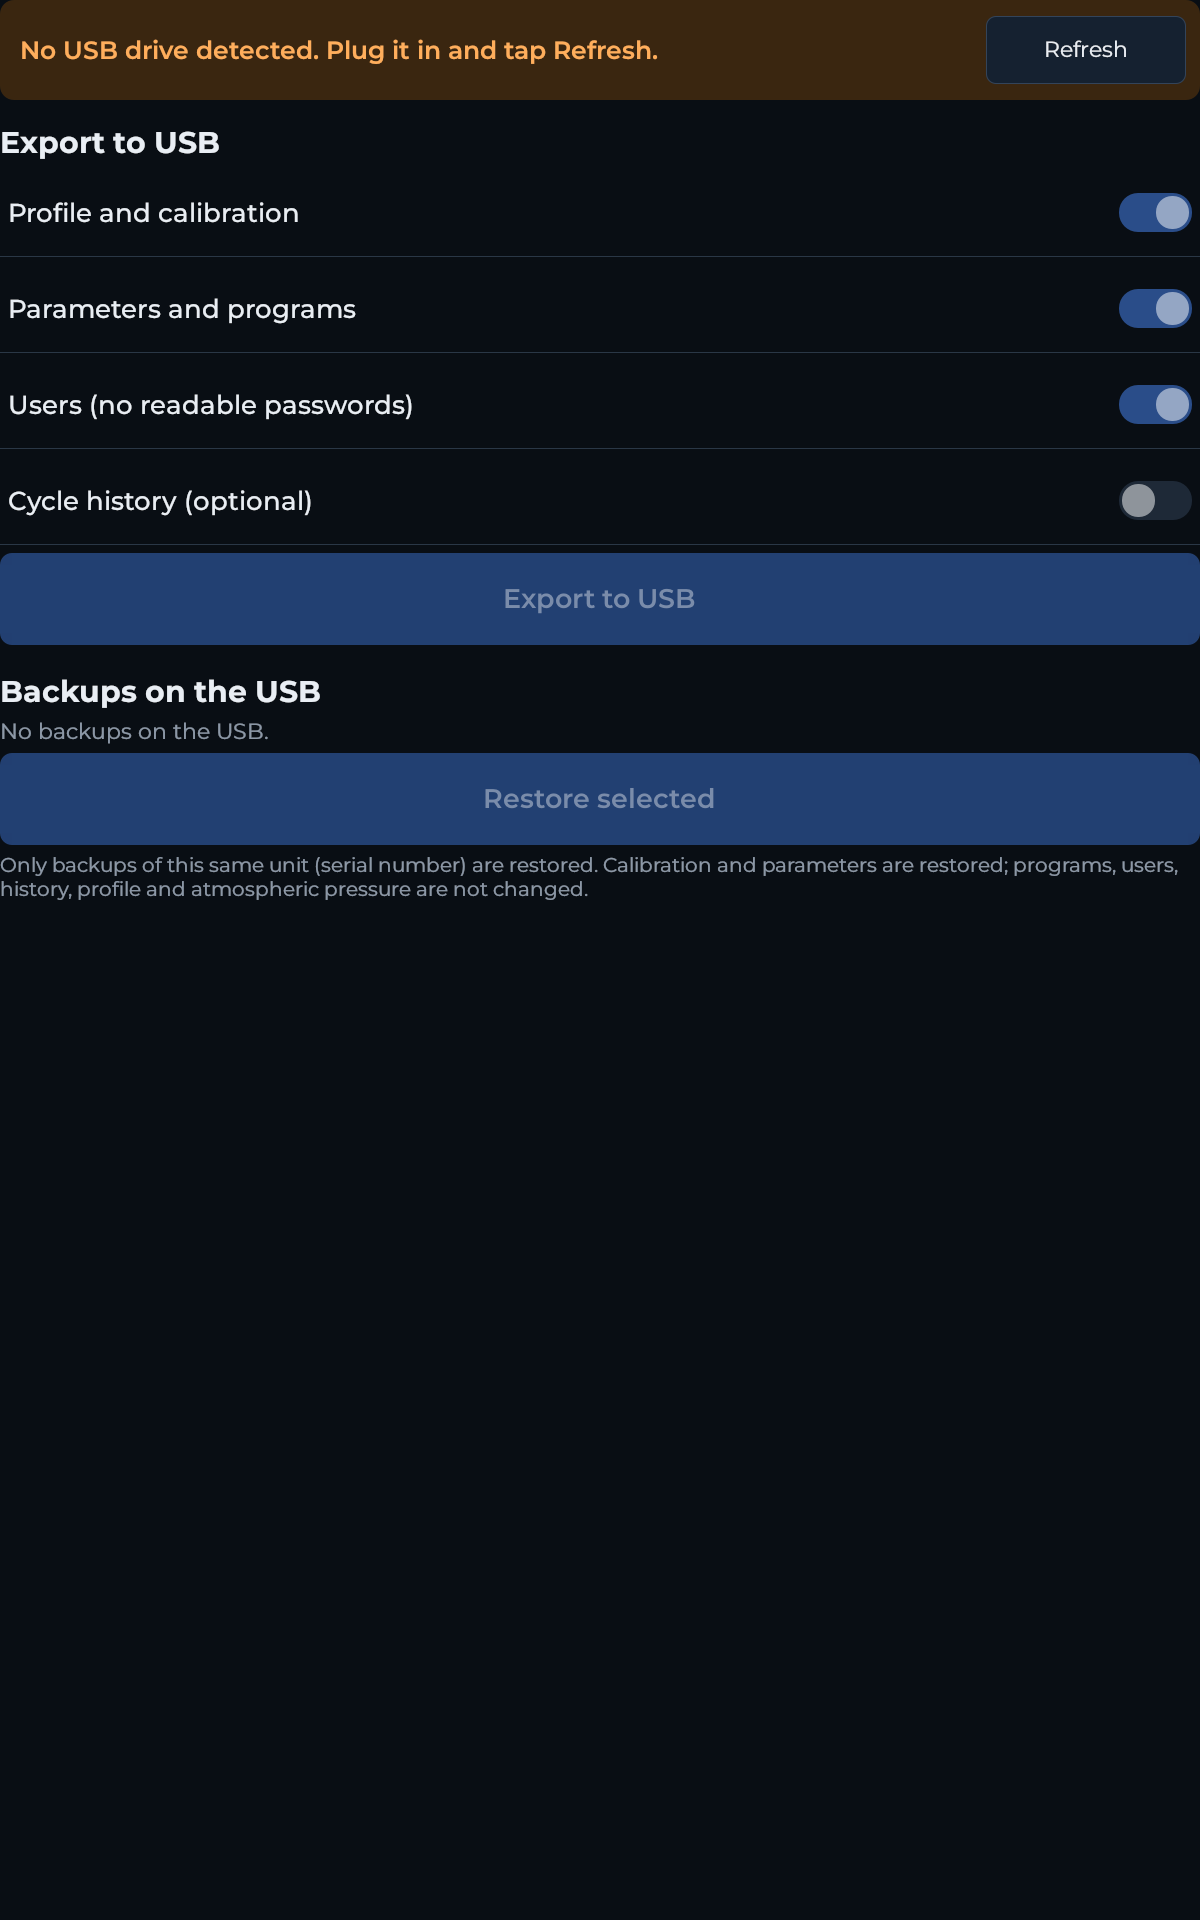 No USB drive detected. Plug it in and tap Refresh.
Refresh
Export to USB
Profile and calibration
Parameters and programs
Users (no readable passwords)
Cycle history (optional)
Export to USB
Backups on the USB
No backups on the USB.
Restore selected
Only backups of this same unit (serial number) are restored. Calibration and parameters are restored; programs, users,
history, profile and atmospheric pressure are not changed.